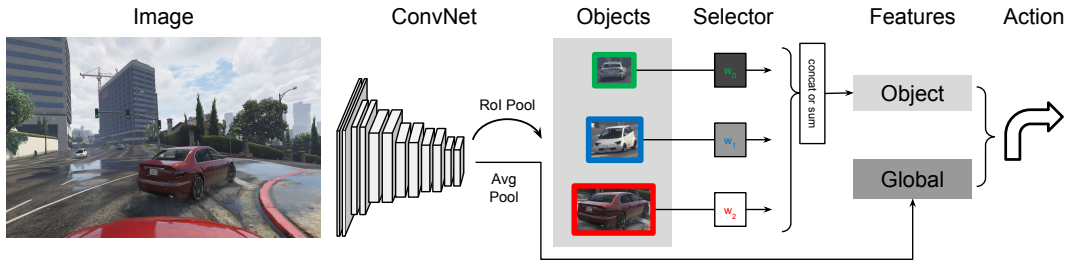 Image
ConvNet
Objects
Selector
Features
Action
RoI Pool
Avg
Pool
w0
w1
w2
concat or sum
Object
Global